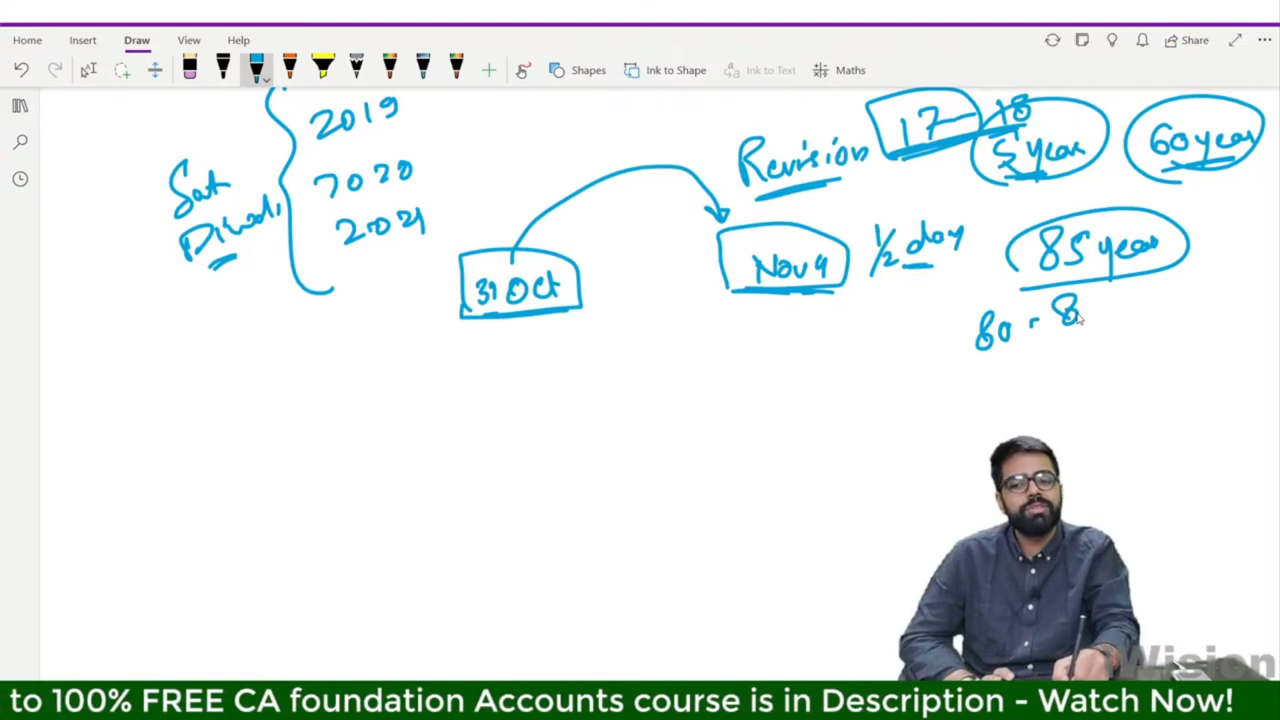 Home Insert Draw View Help Share
Shapes Ink to Shape Ink to Text Maths
2019
2020
2021
Sat
Diwali
31 Oct
Nov 4
1/2 day
Revision
17 - 18
5 year
60 year
85 year
80 - 8
Wision
to 100% FREE CA foundation Accounts course is in Description - Watch Now!